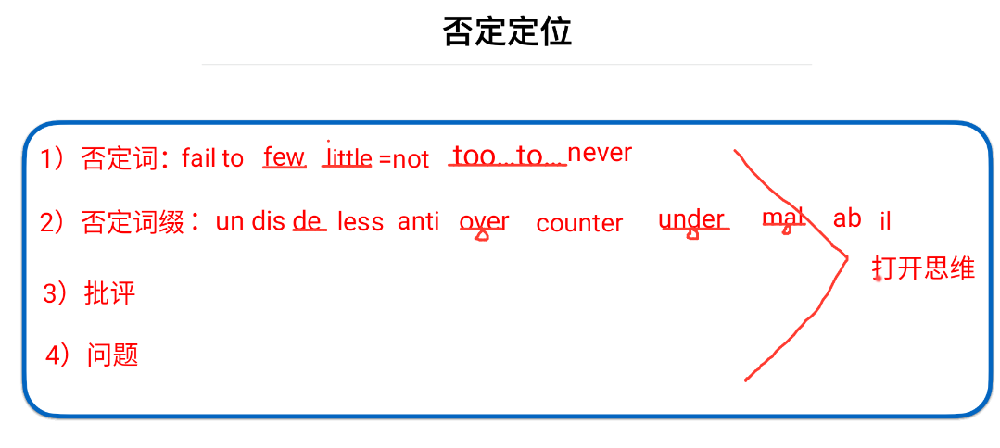 否定定位
1）否定词：fail to few little =not too...to... never
2）否定词缀： un dis de less anti over counter under mal ab il
打开思维
3）批评
4）问题